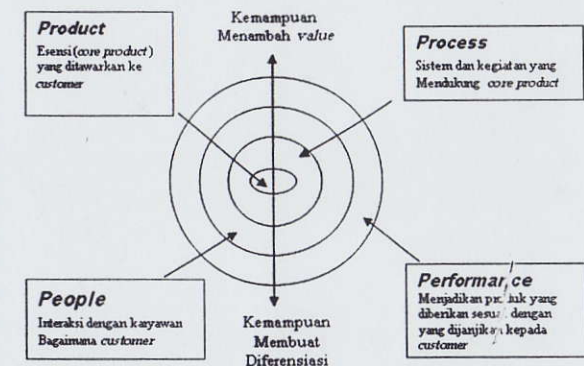 Product
Esensi (core product)
yang ditawarkan ke
customer
Kemampuan
Menambah value
Process
Sistem dan kegiatan yang
Mendukung core product
People
Interaksi dengan karyawan
Bagaimana customer
Kemampuan
Membuat
Diferensiasi
Performance
Menjadikan produk yang
diberikan sesuai dengan
yang dijanjikan kepada
customer